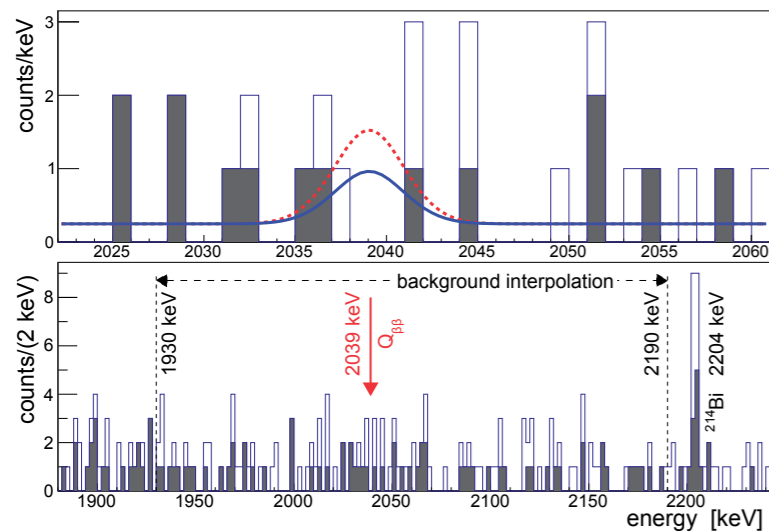 counts/keV
3
2
1
0
2025 2030 2035 2040 2045 2050 2055 2060
counts/(2 keV)
8
6
4
2
0
background interpolation
1930 keV
2039 keV
Qββ
2190 keV
2204 keV
214Bi
1900 1950 2000 2050 2100 2150 2200
energy [keV]